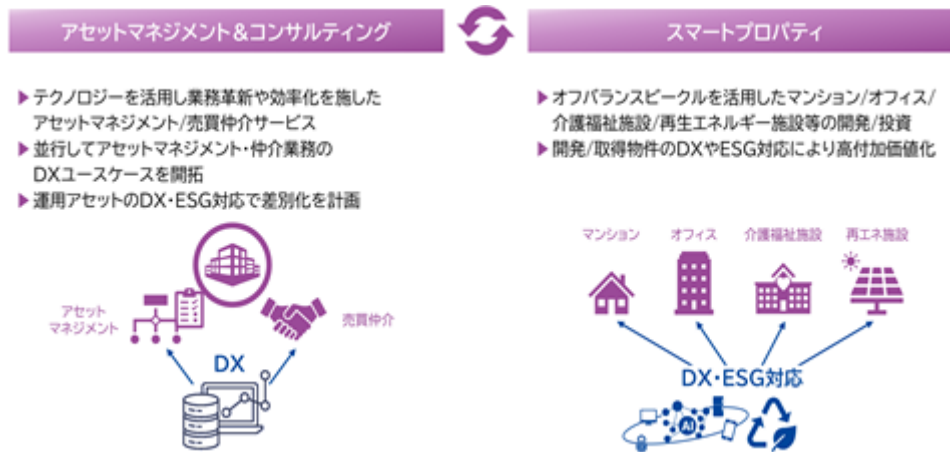 アセットマネジメント＆コンサルティング
▶テクノロジーを活用し業務革新や効率化を施した
アセットマネジメント/売買仲介サービス
▶並行してアセットマネジメント・仲介業務の
DXユースケースを開拓
▶運用アセットのDX・ESG対応で差別化を計画
アセット
マネジメント
売買仲介
DX
スマートプロパティ
▶オフバランスビークルを活用したマンション/オフィス/
介護福祉施設/再生エネルギー施設等の開発/投資
▶開発/取得物件のDXやESG対応により高付加価値化
マンション
オフィス
介護福祉施設
再エネ施設
DX・ESG対応
AI